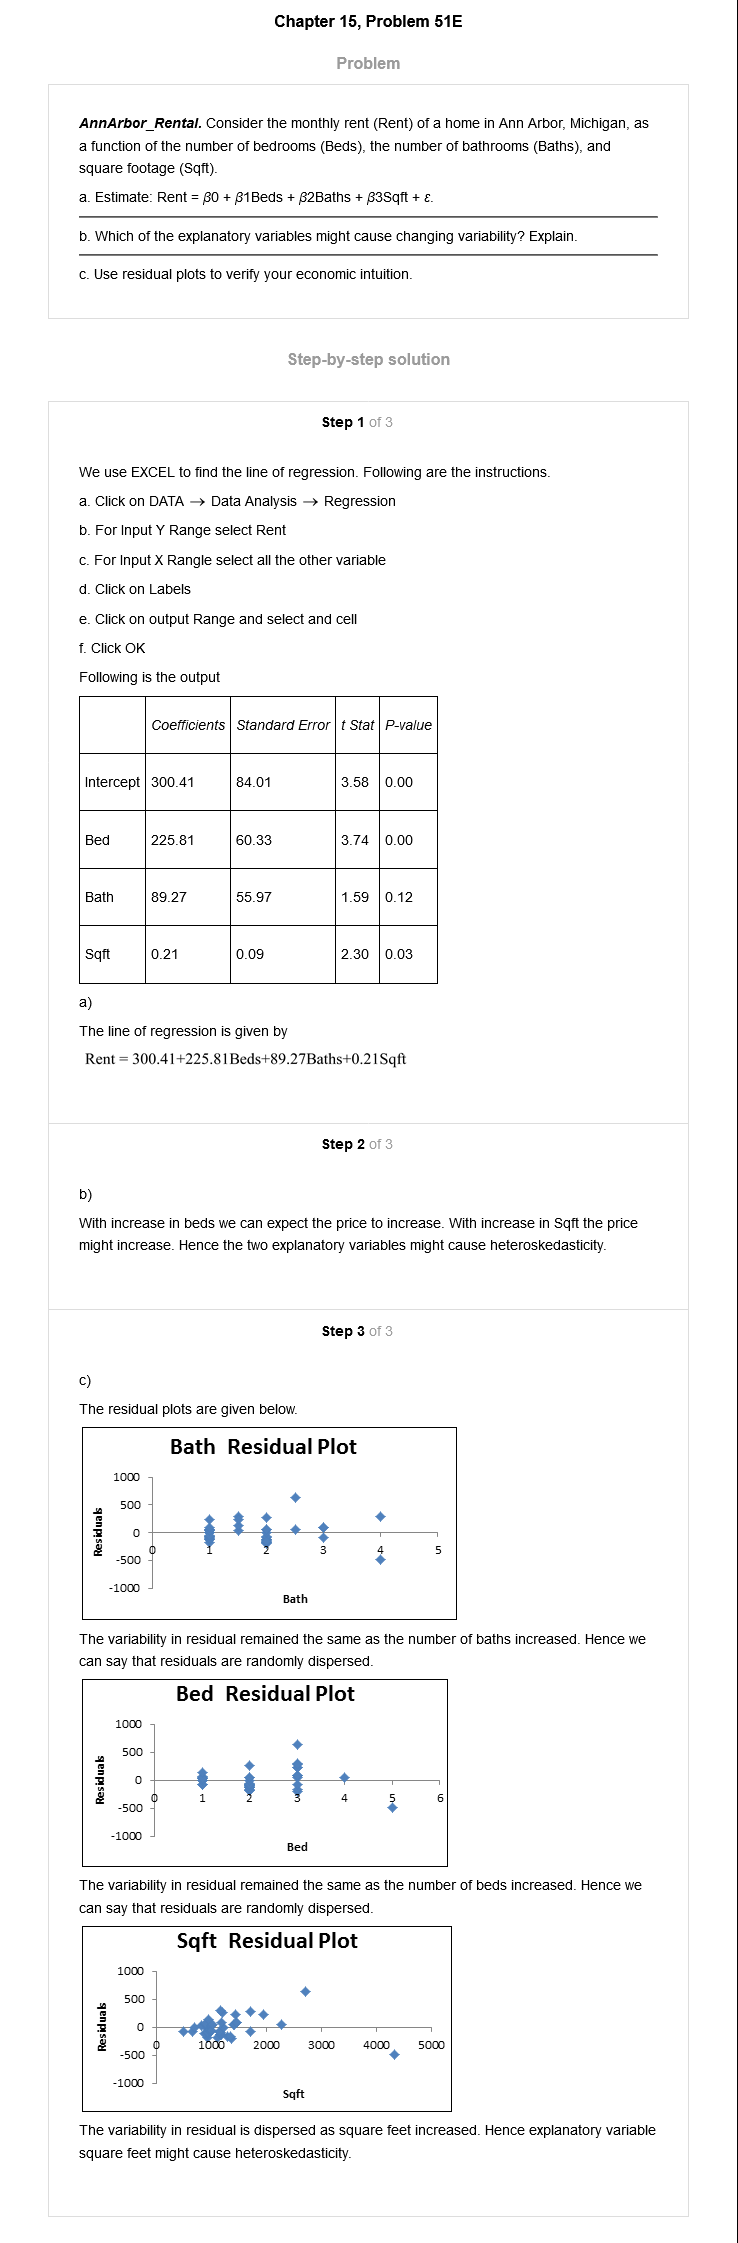 Chapter 15, Problem 51E
Problem
AnnArbor_Rental. Consider the monthly rent (Rent) of a home in Ann Arbor, Michigan, as
a function of the number of bedrooms (Beds), the number of bathrooms (Baths), and
square footage (Sqft).
a. Estimate: Rent = β0 + β1Beds + β2Baths + β3Sqft + ε.
b. Which of the explanatory variables might cause changing variability? Explain.
c. Use residual plots to verify your economic intuition.
Step-by-step solution
Step 1 of 3
We use EXCEL to find the line of regression. Following are the instructions.
a. Click on DATA → Data Analysis → Regression
b. For Input Y Range select Rent
c. For Input X Rangle select all the other variable
d. Click on Labels
e. Click on output Range and select and cell
f. Click OK
Following is the output
Coefficients Standard Error t Stat P-value
Intercept 300.41 84.01 3.58 0.00
Bed 225.81 60.33 3.74 0.00
Bath 89.27 55.97 1.59 0.12
Sqft 0.21 0.09 2.30 0.03
a)
The line of regression is given by
Rent = 300.41+225.81Beds+89.27Baths+0.21Sqft
Step 2 of 3
b)
With increase in beds we can expect the price to increase. With increase in Sqft the price
might increase. Hence the two explanatory variables might cause heteroskedasticity.
Step 3 of 3
c)
The residual plots are given below.
Bath Residual Plot
1000
500
0
-500
-1000
Residuals
0 1 2 3 4 5
Bath
The variability in residual remained the same as the number of baths increased. Hence we
can say that residuals are randomly dispersed.
Bed Residual Plot
1000
500
0
-500
-1000
Residuals
0 1 2 3 4 5 6
Bed
The variability in residual remained the same as the number of beds increased. Hence we
can say that residuals are randomly dispersed.
Sqft Residual Plot
1000
500
0
-500
-1000
Residuals
0 1000 2000 3000 4000 5000
Sqft
The variability in residual is dispersed as square feet increased. Hence explanatory variable
square feet might cause heteroskedasticity.